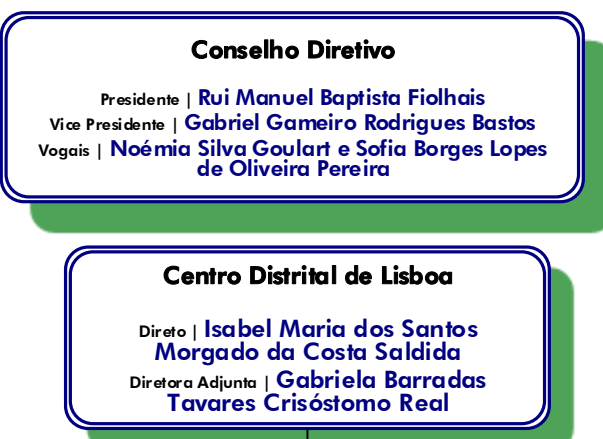 Conselho Diretivo
Presidente | Rui Manuel Baptista Fiolhais
Vice Presidente | Gabriel Gameiro Rodrigues Bastos
Vogais | Noémia Silva Goulart e Sofia Borges Lopes
de Oliveira Pereira
Centro Distrital de Lisboa
Direto | Isabel Maria dos Santos
Morgado da Costa Saldida
Diretora Adjunta | Gabriela Barradas
Tavares Crisóstomo Real